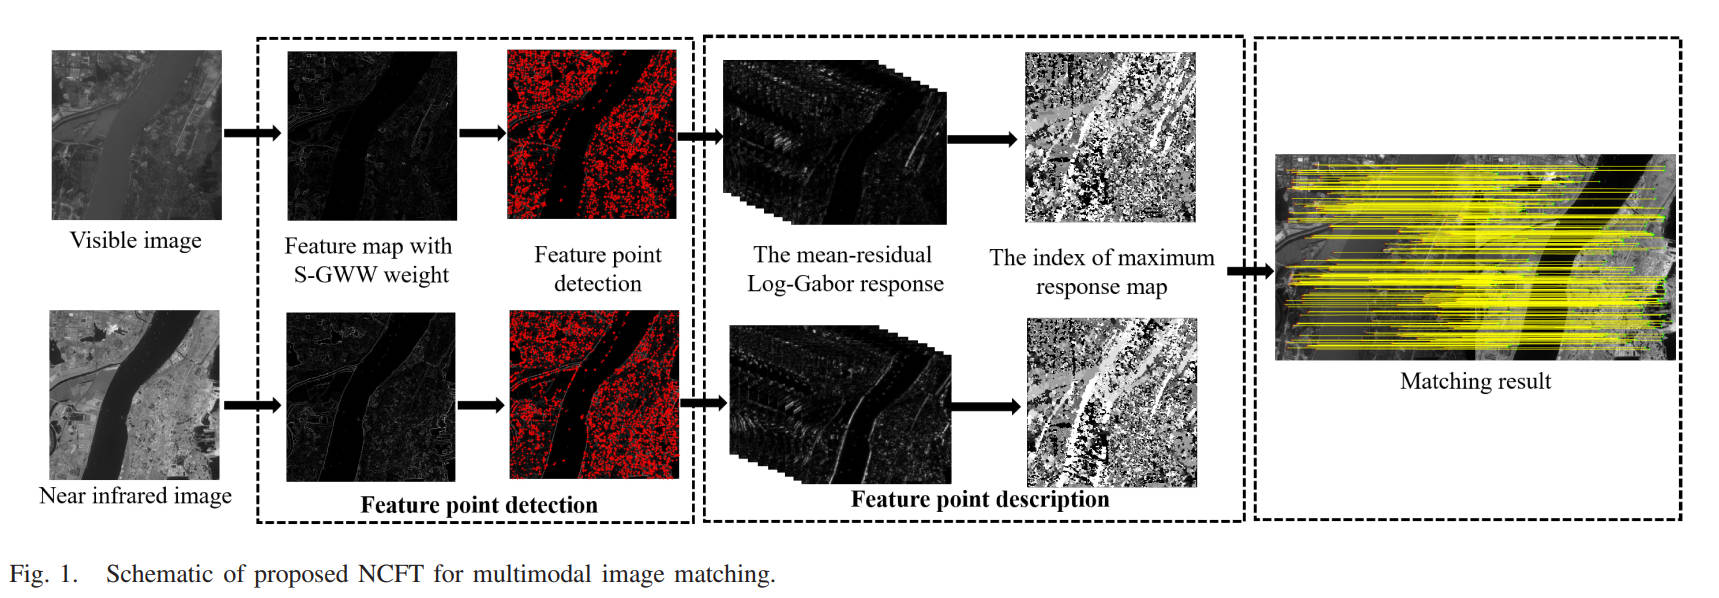 Visible image
Feature map with
S-GWW weight
Feature point
detection
The mean-residual
Log-Gabor response
The index of maximum
response map
Matching result
Near infrared image
Feature point detection
Feature point description
Fig. 1. Schematic of proposed NCFT for multimodal image matching.